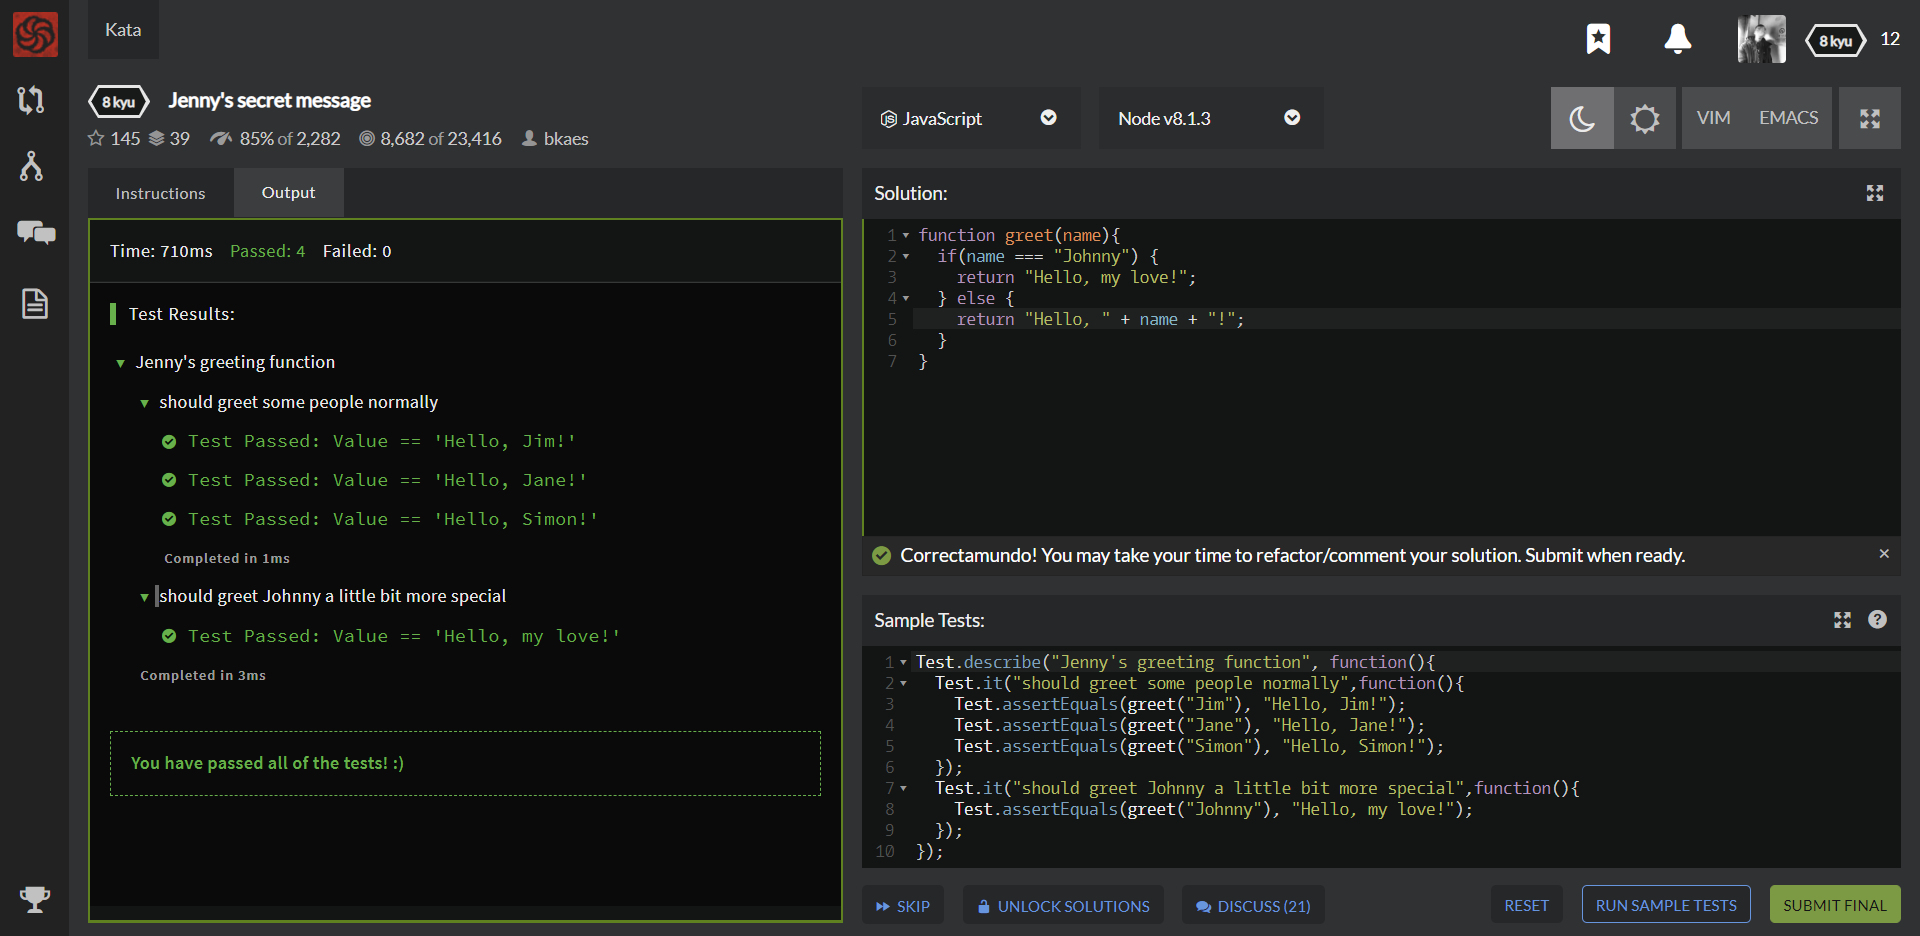 Kata
8 kyu 12
8 kyu Jenny's secret message
145 39 85% of 2,282 8,682 of 23,416 bkaes
JavaScript
Node v8.1.3
VIM EMACS
Instructions Output
Time: 710ms Passed: 4 Failed: 0
Test Results:
Jenny's greeting function
should greet some people normally
Test Passed: Value == 'Hello, Jim!'
Test Passed: Value == 'Hello, Jane!'
Test Passed: Value == 'Hello, Simon!'
Completed in 1ms
should greet Johnny a little bit more special
Test Passed: Value == 'Hello, my love!'
Completed in 3ms
You have passed all of the tests! :)
Solution:
1 function greet(name){
2 if(name === "Johnny") {
3 return "Hello, my love!";
4 } else {
5 return "Hello, " + name + "!";
6 }
7 }
Correctamundo! You may take your time to refactor/comment your solution. Submit when ready. ×
Sample Tests: ?
1 Test.describe("Jenny's greeting function", function(){
2 Test.it("should greet some people normally",function(){
3 Test.assertEquals(greet("Jim"), "Hello, Jim!");
4 Test.assertEquals(greet("Jane"), "Hello, Jane!");
5 Test.assertEquals(greet("Simon"), "Hello, Simon!");
6 });
7 Test.it("should greet Johnny a little bit more special",function(){
8 Test.assertEquals(greet("Johnny"), "Hello, my love!");
9 });
10 });
SKIP UNLOCK SOLUTIONS DISCUSS (21) RESET RUN SAMPLE TESTS SUBMIT FINAL